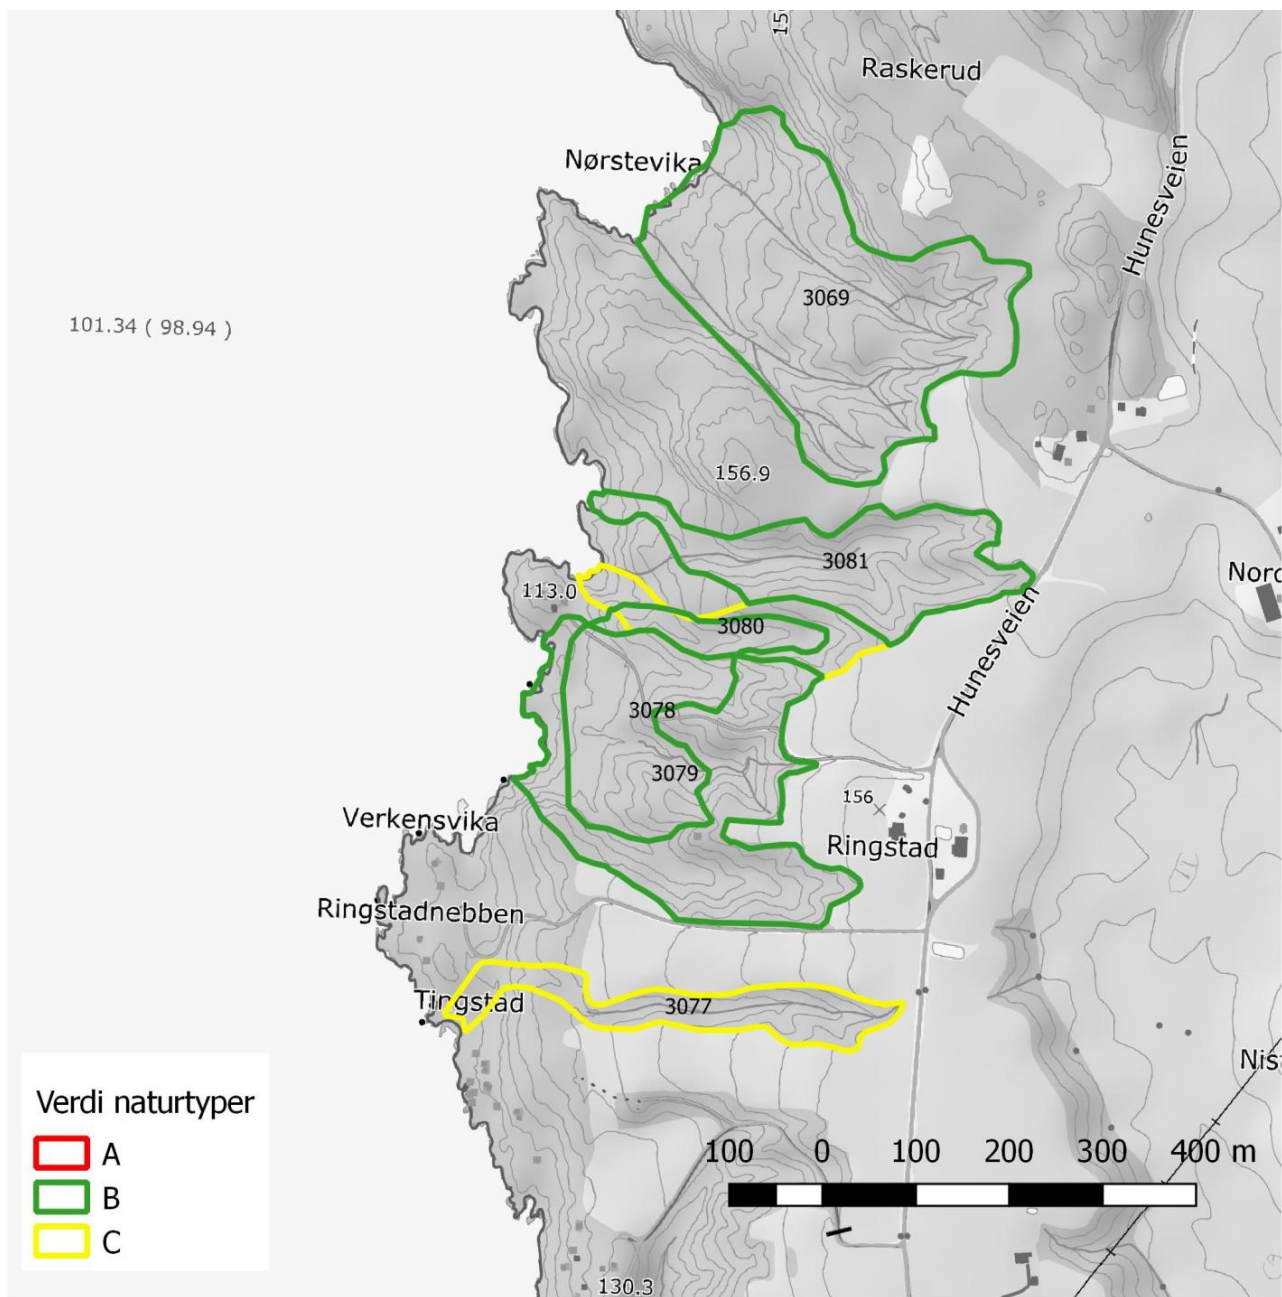 Raskerud
Nørstevika
Hunesveien
3069
101.34 ( 98.94 )
156.9
3081
113.0
Nord
3080
Hunesveien
3078
3079
156
Verkensvika
Ringstad
Ringstadnebben
Tingstad
3077
Nis
Verdi naturtyper
A
B
C
100 0 100 200 300 400 m
130.3